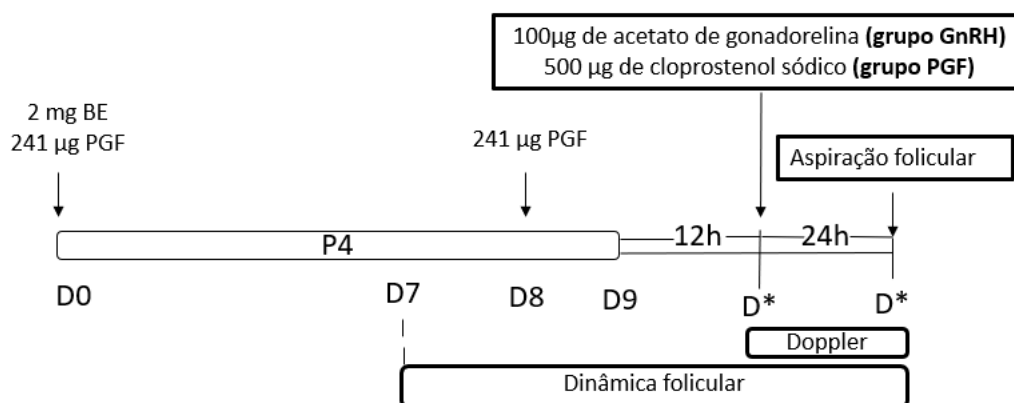 100µg de acetato de gonadorelina (grupo GnRH)
500 µg de cloprostenol sódico (grupo PGF)
2 mg BE
241 µg PGF
241 µg PGF
Aspiração folicular
P4
12h
24h
D0
D7
D8
D9
D*
D*
Doppler
Dinâmica folicular